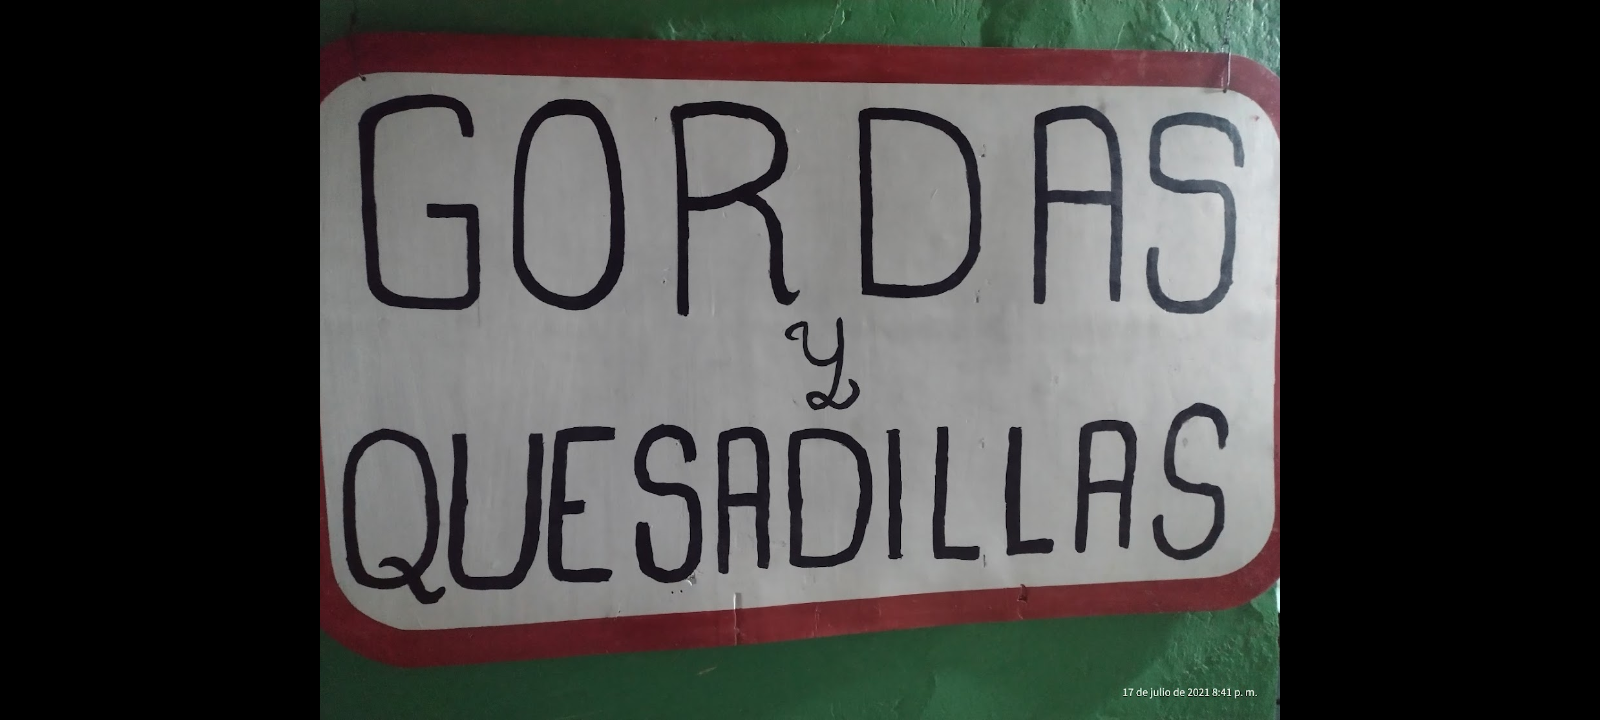 GORDAS
y
QUESADILLAS
17 de julio de 2021 8:41 p. m.